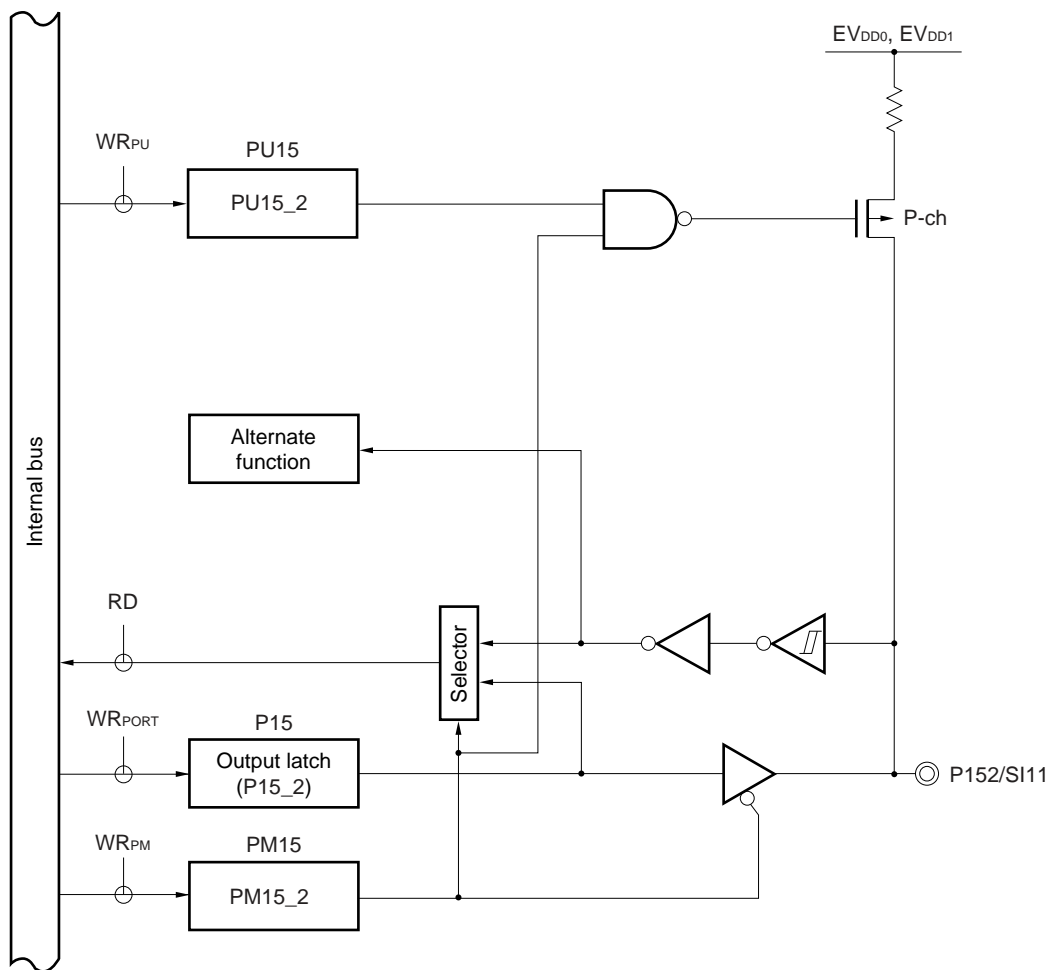 EVDD0, EVDD1
WRPU
PU15
PU15_2
P-ch
Alternate
function
Internal bus
RD
Selector
WRPORT
P15
Output latch
(P15_2)
P152/SI11
WRPM
PM15
PM15_2